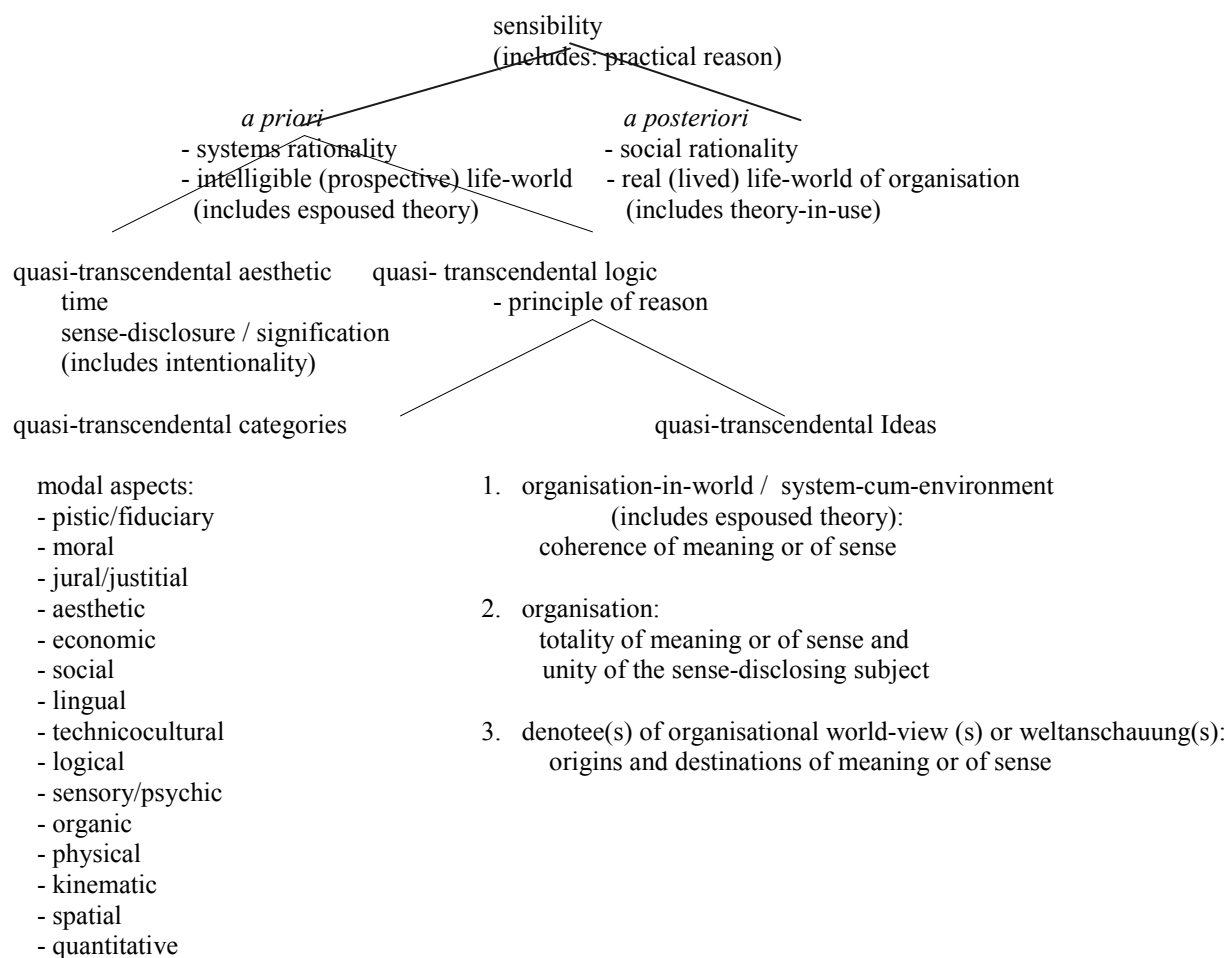 sensibility
(includes: practical reason)
a priori
- systems rationality
- intelligible (prospective) life-world
(includes espoused theory)
a posteriori
- social rationality
- real (lived) life-world of organisation
(includes theory-in-use)
quasi-transcendental aesthetic
time
sense-disclosure / signification
(includes intentionality)
quasi- transcendental logic
- principle of reason
quasi-transcendental categories
modal aspects:
- pistic/fiduciary
- moral
- jural/justitial
- aesthetic
- economic
- social
- lingual
- technicocultural
- logical
- sensory/psychic
- organic
- physical
- kinematic
- spatial
- quantitative
quasi-transcendental Ideas
1. organisation-in-world / system-cum-environment
(includes espoused theory):
coherence of meaning or of sense
2. organisation:
totality of meaning or of sense and
unity of the sense-disclosing subject
3. denotee(s) of organisational world-view (s) or weltanschauung(s):
origins and destinations of meaning or of sense